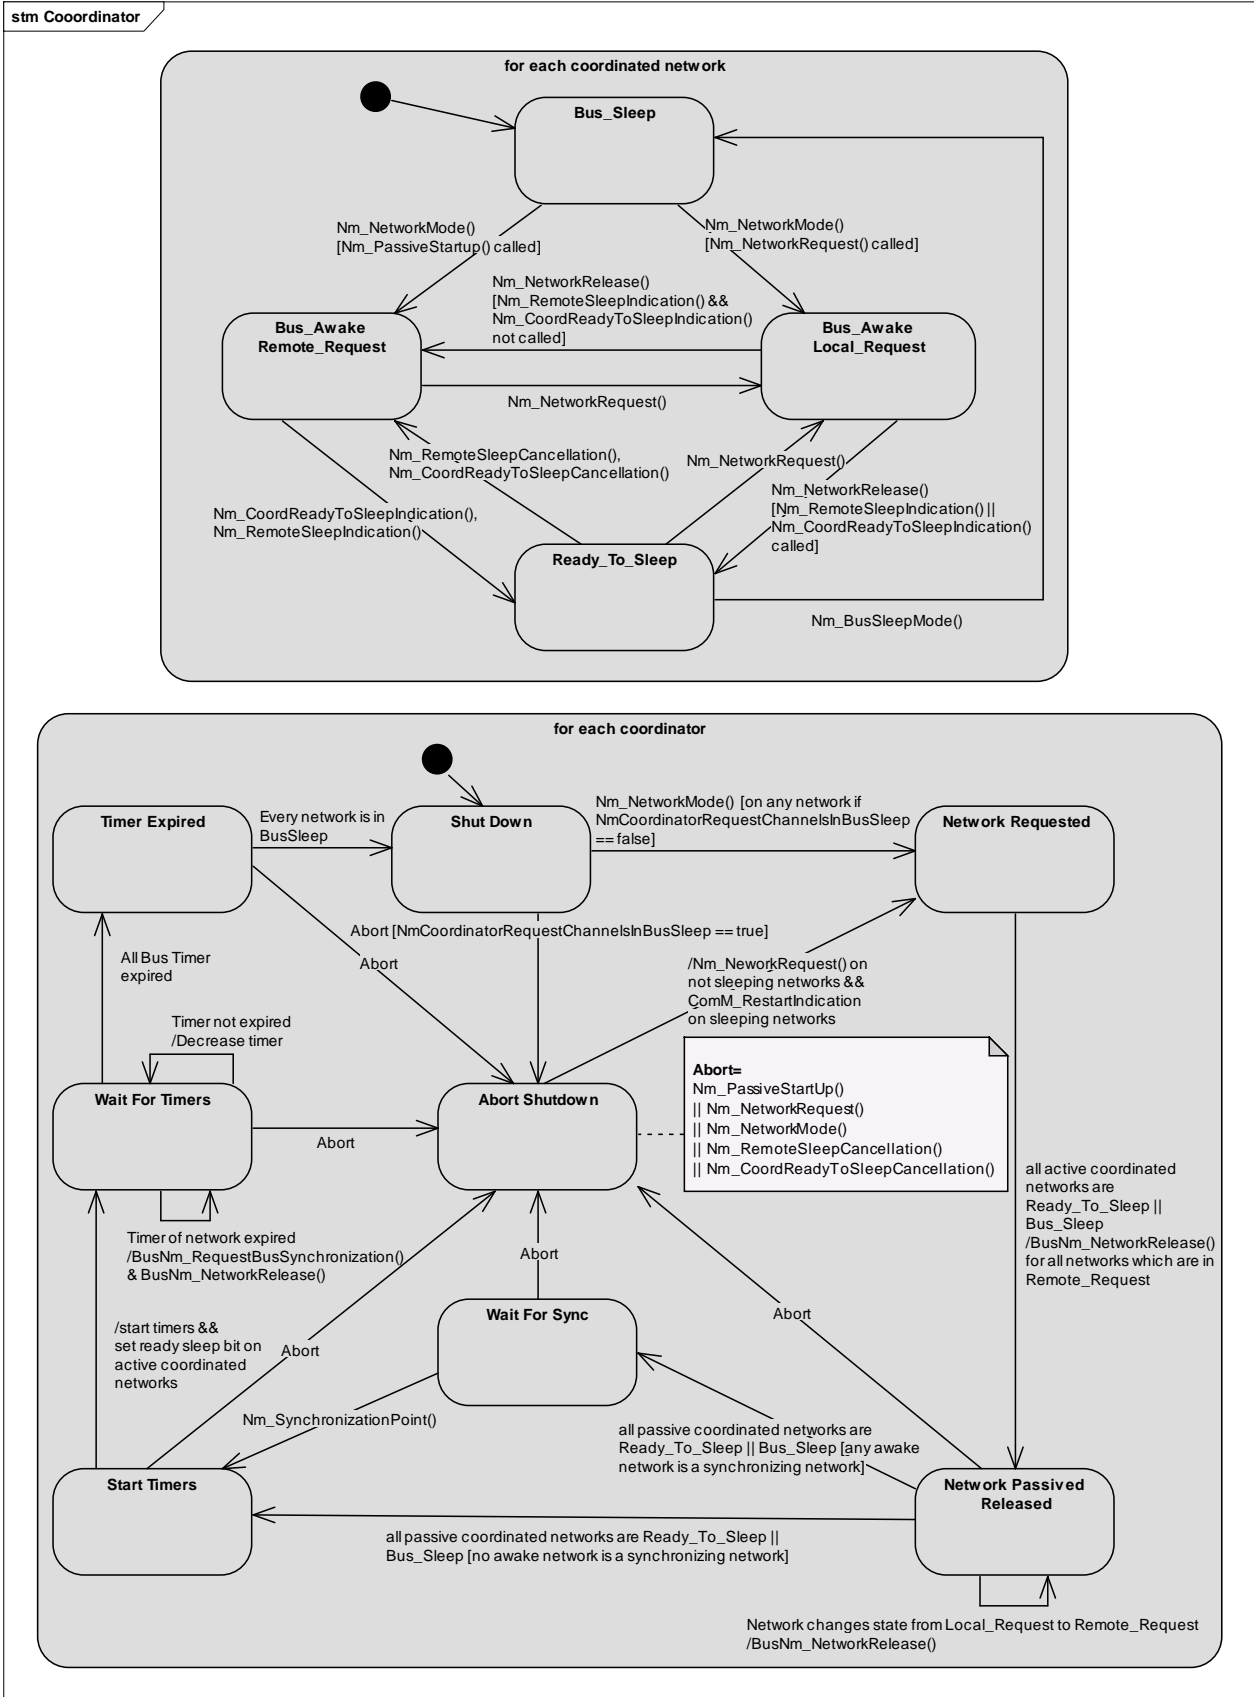 stm Cooordinator
for each coordinated network
Bus_Sleep
Nm_NetworkMode()
[Nm_PassiveStartup() called]
Nm_NetworkMode()
[Nm_NetworkRequest() called]
Nm_NetworkRelease()
[Nm_RemoteSleepIndication() &&
Nm_CoordReadyToSleepIndication()
not called]
Bus_Awake
Remote_Request
Bus_Awake
Local_Request
Nm_NetworkRequest()
Nm_RemoteSleepCancellation(),
Nm_CoordReadyToSleepCancellation()
Nm_NetworkRequest()
Nm_CoordReadyToSleepIndication(),
Nm_RemoteSleepIndication()
Nm_NetworkRelease()
[Nm_RemoteSleepIndication() ||
Nm_CoordReadyToSleepIndication()
called]
Ready_To_Sleep
Nm_BusSleepMode()
for each coordinator
Timer Expired
Every network is in
BusSleep
Shut Down
Nm_NetworkMode() [on any network if
NmCoordinatorRequestChannelsInBusSleep
== false]
Network Requested
Abort [NmCoordinatorRequestChannelsInBusSleep == true]
All Bus Timer
expired
Abort
/Nm_NeworkRequest() on
not sleeping networks &&
ComM_RestartIndication
on sleeping networks
Timer not expired
/Decrease timer
Wait For Timers
Abort
Abort Shutdown
Abort=
Nm_PassiveStartUp()
|| Nm_NetworkRequest()
|| Nm_NetworkMode()
|| Nm_RemoteSleepCancellation()
|| Nm_CoordReadyToSleepCancellation()
all active coordinated
networks are
Ready_To_Sleep ||
Bus_Sleep
/BusNm_NetworkRelease()
for all networks which are in
Remote_Request
Timer of network expired
/BusNm_RequestBusSynchronization()
& BusNm_NetworkRelease()
Abort
Wait For Sync
Abort
/start timers &&
set ready sleep bit on
active coordinated
networks
Abort
Nm_SynchronizationPoint()
all passive coordinated networks are
Ready_To_Sleep || Bus_Sleep [any awake
network is a synchronizing network]
Start Timers
Network Passived
Released
all passive coordinated networks are Ready_To_Sleep ||
Bus_Sleep [no awake network is a synchronizing network]
Network changes state from Local_Request to Remote_Request
/BusNm_NetworkRelease()